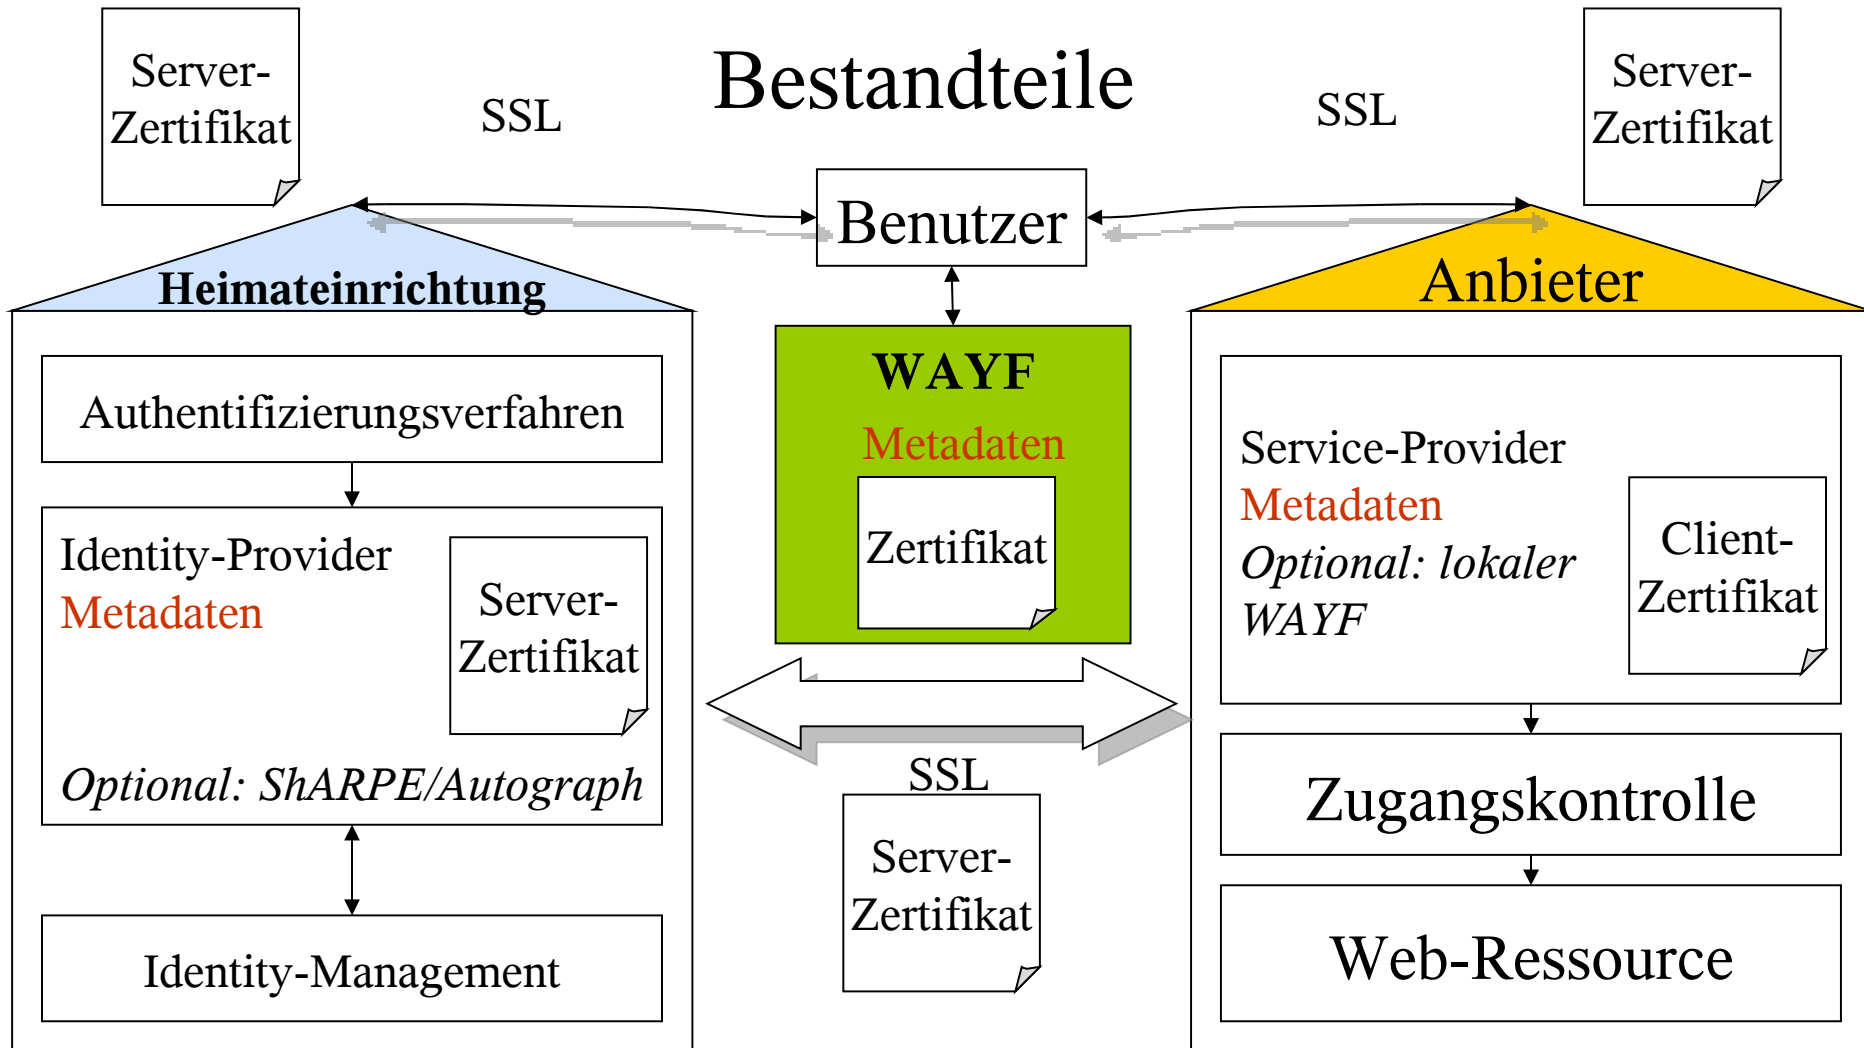 Bestandteile
Server-
Zertifikat
SSL
SSL
Server-
Zertifikat
Benutzer
Heimateinrichtung
Authentifizierungsverfahren
Identity-Provider
Metadaten
Server-
Zertifikat
Optional: ShARPE/Autograph
Identity-Management
WAYF
Metadaten
Zertifikat
SSL
Server-
Zertifikat
Anbieter
Service-Provider
Metadaten
Optional: lokaler
WAYF
Client-
Zertifikat
Zugangskontrolle
Web-Ressource